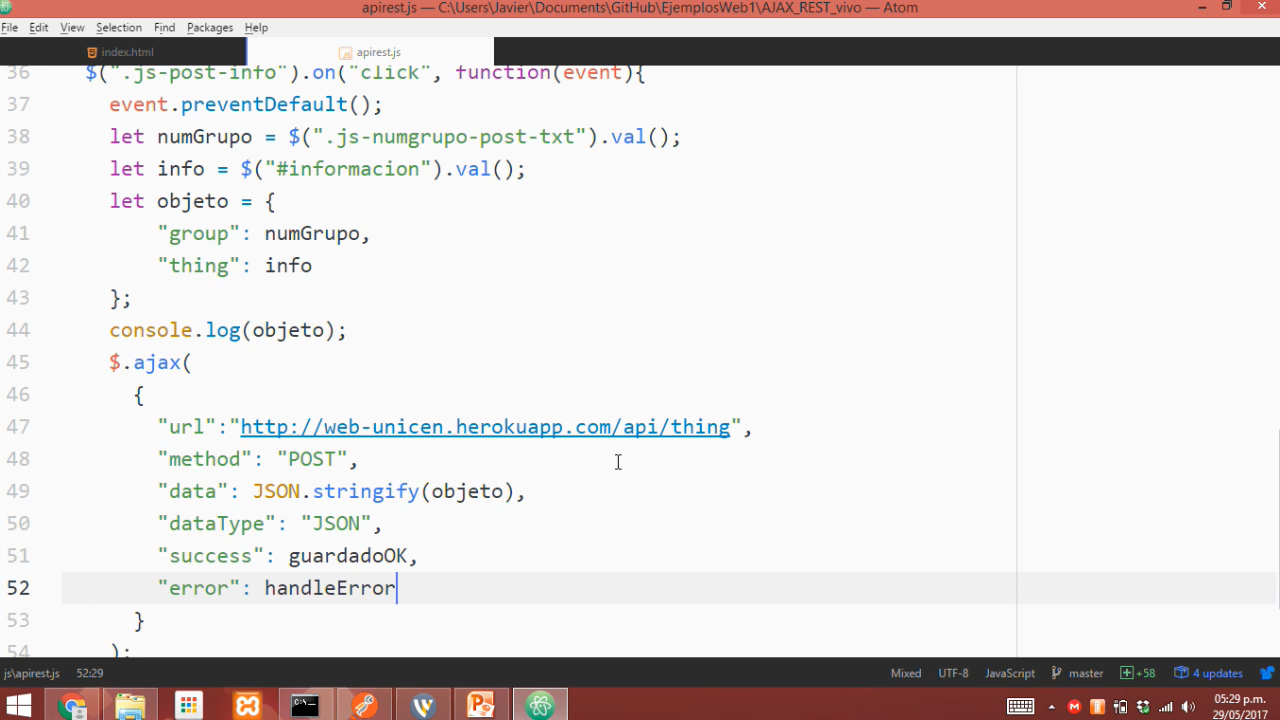 apirest.js — C:\Users\Javier\Documents\GitHub\EjemplosWeb1\AJAX_REST_vivo — Atom
File Edit View Selection Find Packages Help
index.html apirest.js
36 $(".js-post-info").on("click", function(event){
37 event.preventDefault();
38 let numGrupo = $(".js-numgrupo-post-txt").val();
39 let info = $("#informacion").val();
40 let objeto = {
41 "group": numGrupo,
42 "thing": info
43 };
44 console.log(objeto);
45 $.ajax(
46 {
47 "url":"http://web-unicen.herokuapp.com/api/thing",
48 "method": "POST",
49 "data": JSON.stringify(objeto),
50 "dataType": "JSON",
51 "success": guardadoOK,
52 "error": handleError
53 }
54 );
js\apirest.js 52:29 Mixed UTF-8 JavaScript master +58 4 updates
05:29 p.m.
29/05/2017